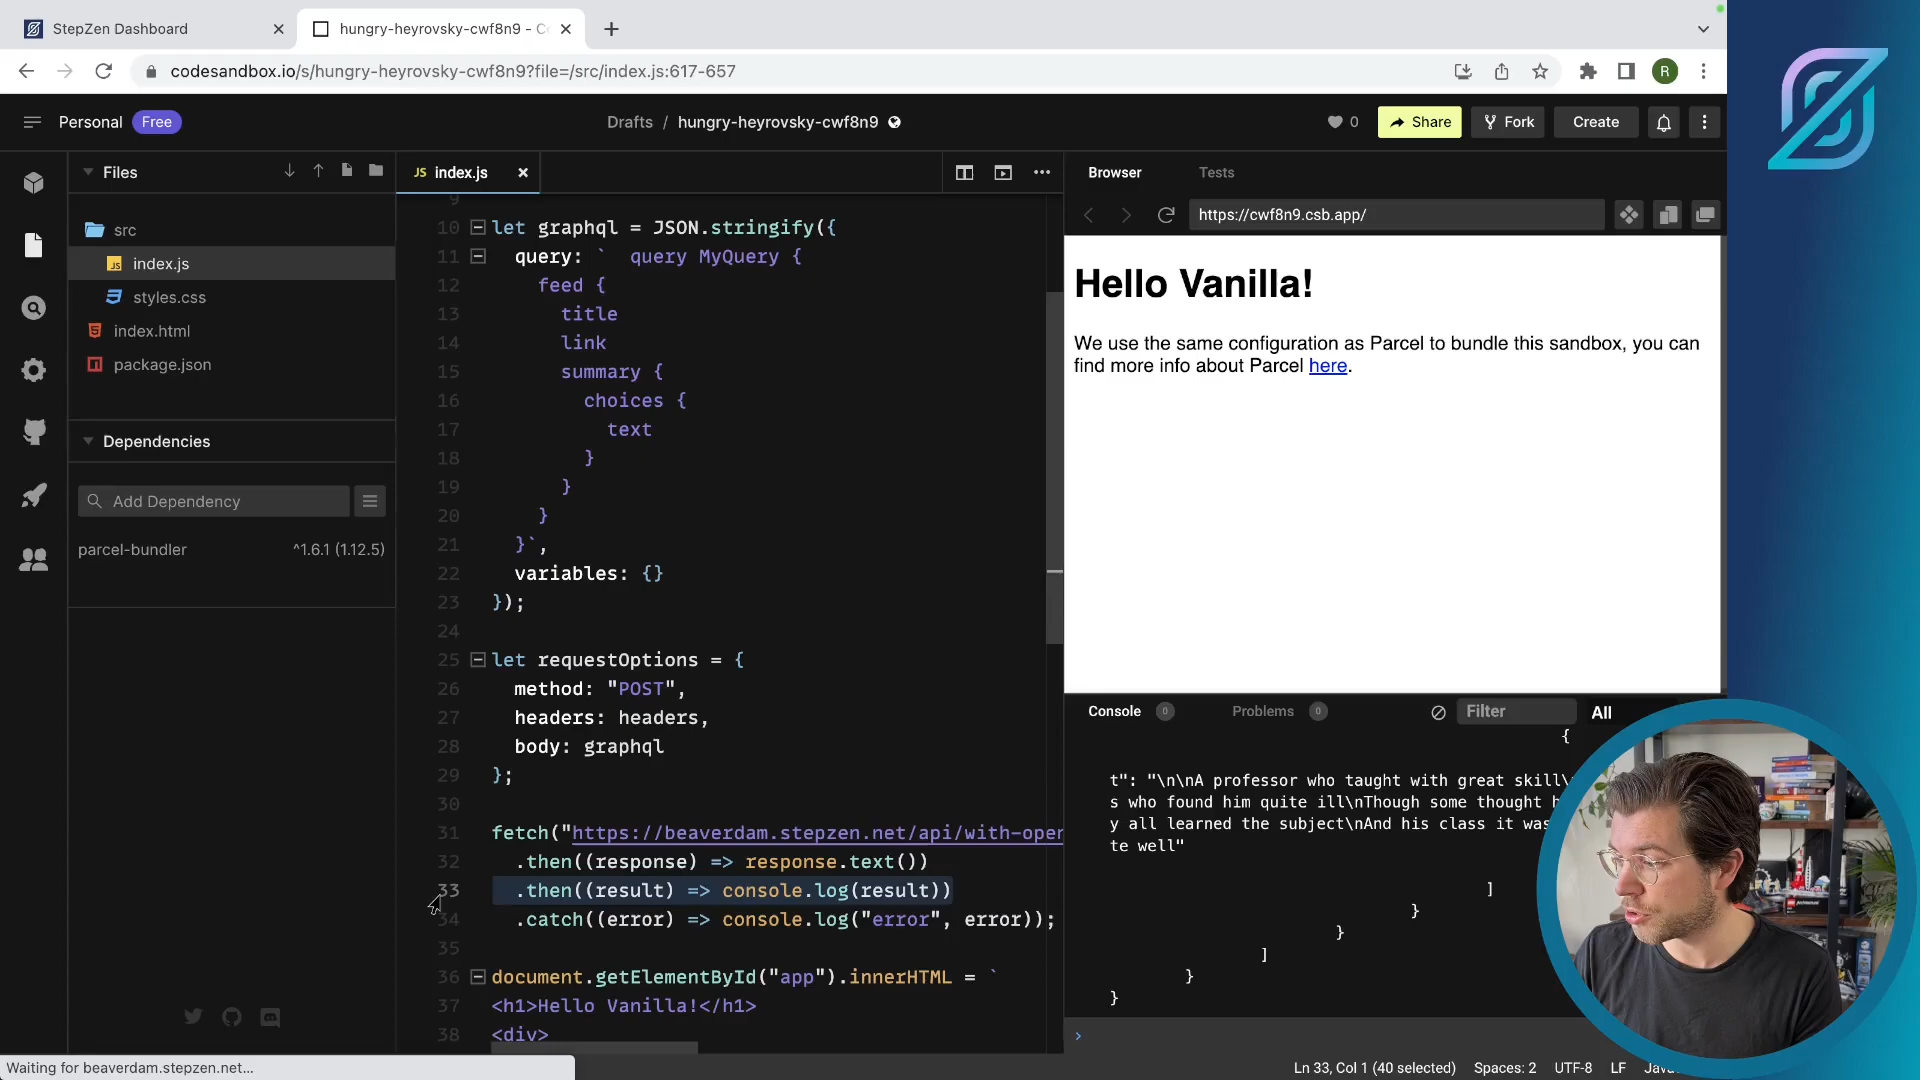 StepZen Dashboard
hungry-heyrovsky-cwf8n9 - Co
codesandbox.io/s/hungry-heyrovsky-cwf8n9?file=/src/index.js:617-657
R
Personal
Free
Drafts / hungry-heyrovsky-cwf8n9
0
Share
Fork
Create
Files
JS index.js
Browser
Tests
https://cwf8n9.csb.app/
src
index.js
styles.css
index.html
package.json
Dependencies
Add Dependency
parcel-bundler ^1.6.1 (1.12.5)
9
10 let graphql = JSON.stringify({
11 query: `  query MyQuery {
12 feed {
13 title
14 link
15 summary {
16 choices {
17 text
18 }
19 }
20 }
21 }`,
22 variables: {}
23 });
24
25 let requestOptions = {
26 method: "POST",
27 headers: headers,
28 body: graphql
29 };
30
31 fetch("https://beaverdam.stepzen.net/api/with-oper
32 .then((response) => response.text())
33 .then((result) => console.log(result))
34 .catch((error) => console.log("error", error));
35
36 document.getElementById("app").innerHTML = `
37 <h1>Hello Vanilla!</h1>
38 <div>
Hello Vanilla!
We use the same configuration as Parcel to bundle this sandbox, you can
find more info about Parcel here.
Console 0
Problems 0
Filter
All
{
t": "\n\nA professor who taught with great skill\
s who found him quite ill\nThough some thought
y all learned the subject\nAnd his class it was
te well"
]
}
}
]
}
}
›
Waiting for beaverdam.stepzen.net...
Ln 33, Col 1 (40 selected)
Spaces: 2
UTF-8
LF